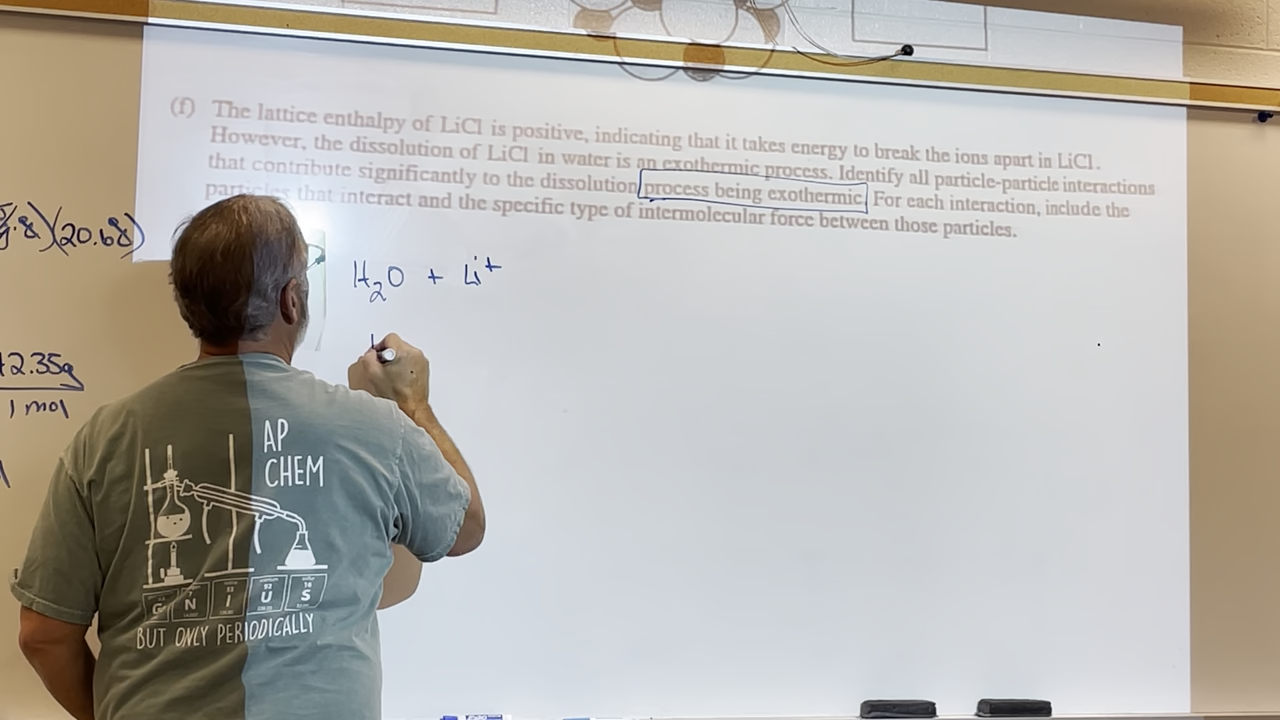 (f) The lattice enthalpy of LiCl is positive, indicating that it takes energy to break the ions apart in LiCl.
However, the dissolution of LiCl in water is an exothermic process. Identify all particle-particle interactions
that contribute significantly to the dissolution process being exothermic. For each interaction, include the
particles that interact and the specific type of intermolecular force between those particles.
.8)(20.68)
H₂O + Li⁺
2.35g
1 mol
AP
CHEM
G N I U S
BUT ONLY PERIODICALLY